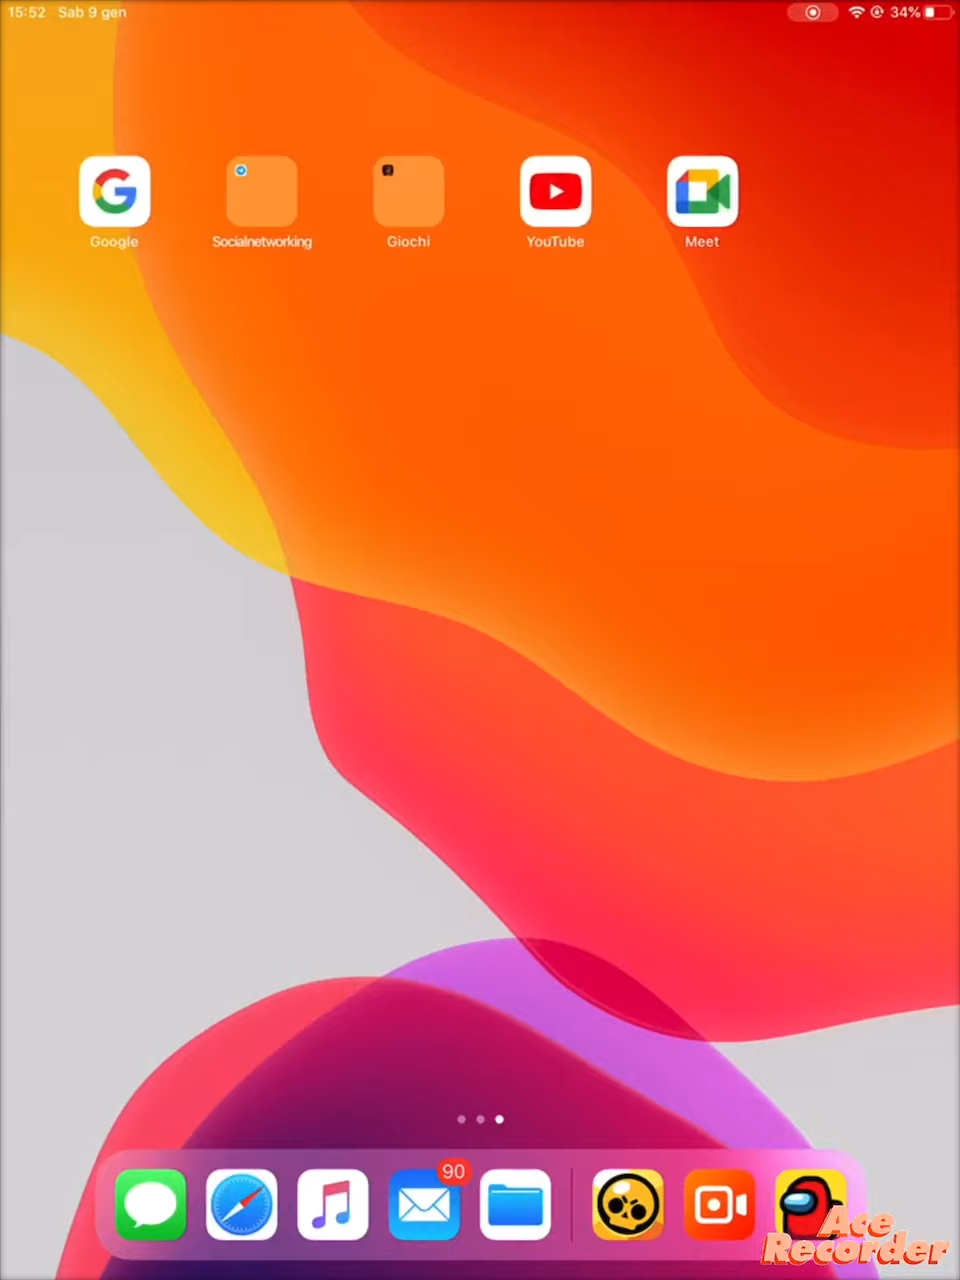 15:52 Sab 9 gen
34%
Google
Socialnetworking
Giochi
YouTube
Meet
90
Ace
Recorder